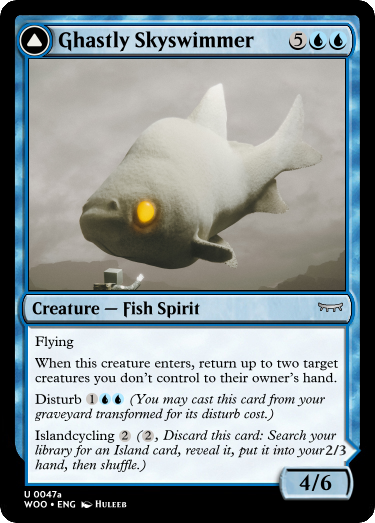 Ghastly Skyswimmer 5
Creature — Fish Spirit
Flying
When this creature enters, return up to two target
creatures you don't control to their owner's hand.
Disturb 1 (You may cast this card from your
graveyard transformed for its disturb cost.)
Islandcycling 2 (2, Discard this card: Search your
library for an Island card, reveal it, put it into your 2/3
hand, then shuffle.)
4/6
U 0047a
WOO • ENG Huleeb